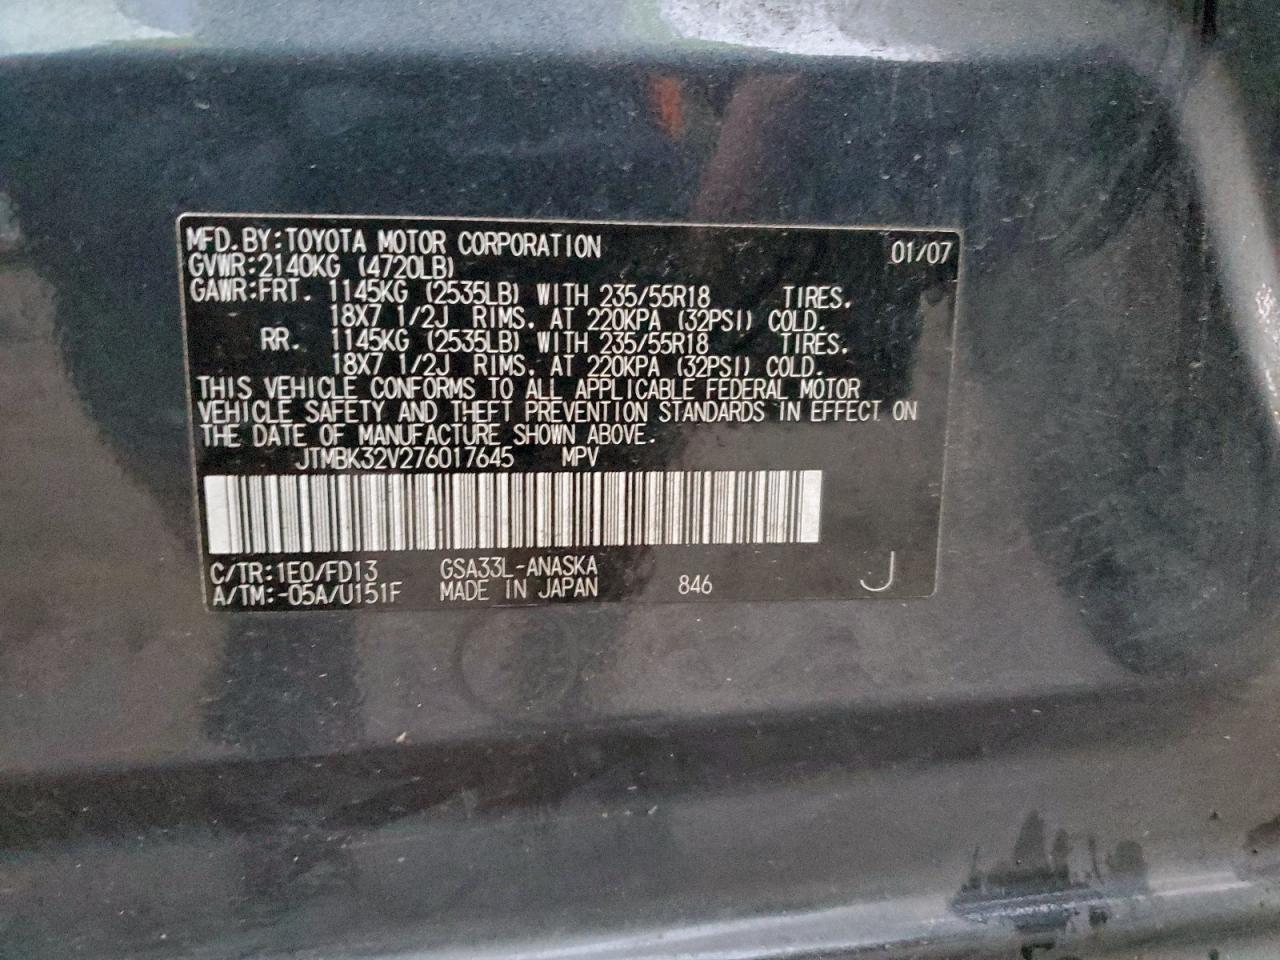 MFD.BY:TOYOTA MOTOR CORPORATION 01/07
GVWR:2140KG (4720LB)
GAWR:FRT. 1145KG (2535LB) WITH 235/55R18 TIRES.
18X7 1/2J RIMS. AT 220KPA (32PSI) COLD.
RR. 1145KG (2535LB) WITH 235/55R18 TIRES.
18X7 1/2J RIMS. AT 220KPA (32PSI) COLD.
THIS VEHICLE CONFORMS TO ALL APPLICABLE FEDERAL MOTOR
VEHICLE SAFETY AND THEFT PREVENTION STANDARDS IN EFFECT ON
THE DATE OF MANUFACTURE SHOWN ABOVE.
JTMBK32V276017645 MPV
C/TR:1E0/FD13 GSA33L-ANASKA
A/TM:-05A/U151F MADE IN JAPAN 846 J